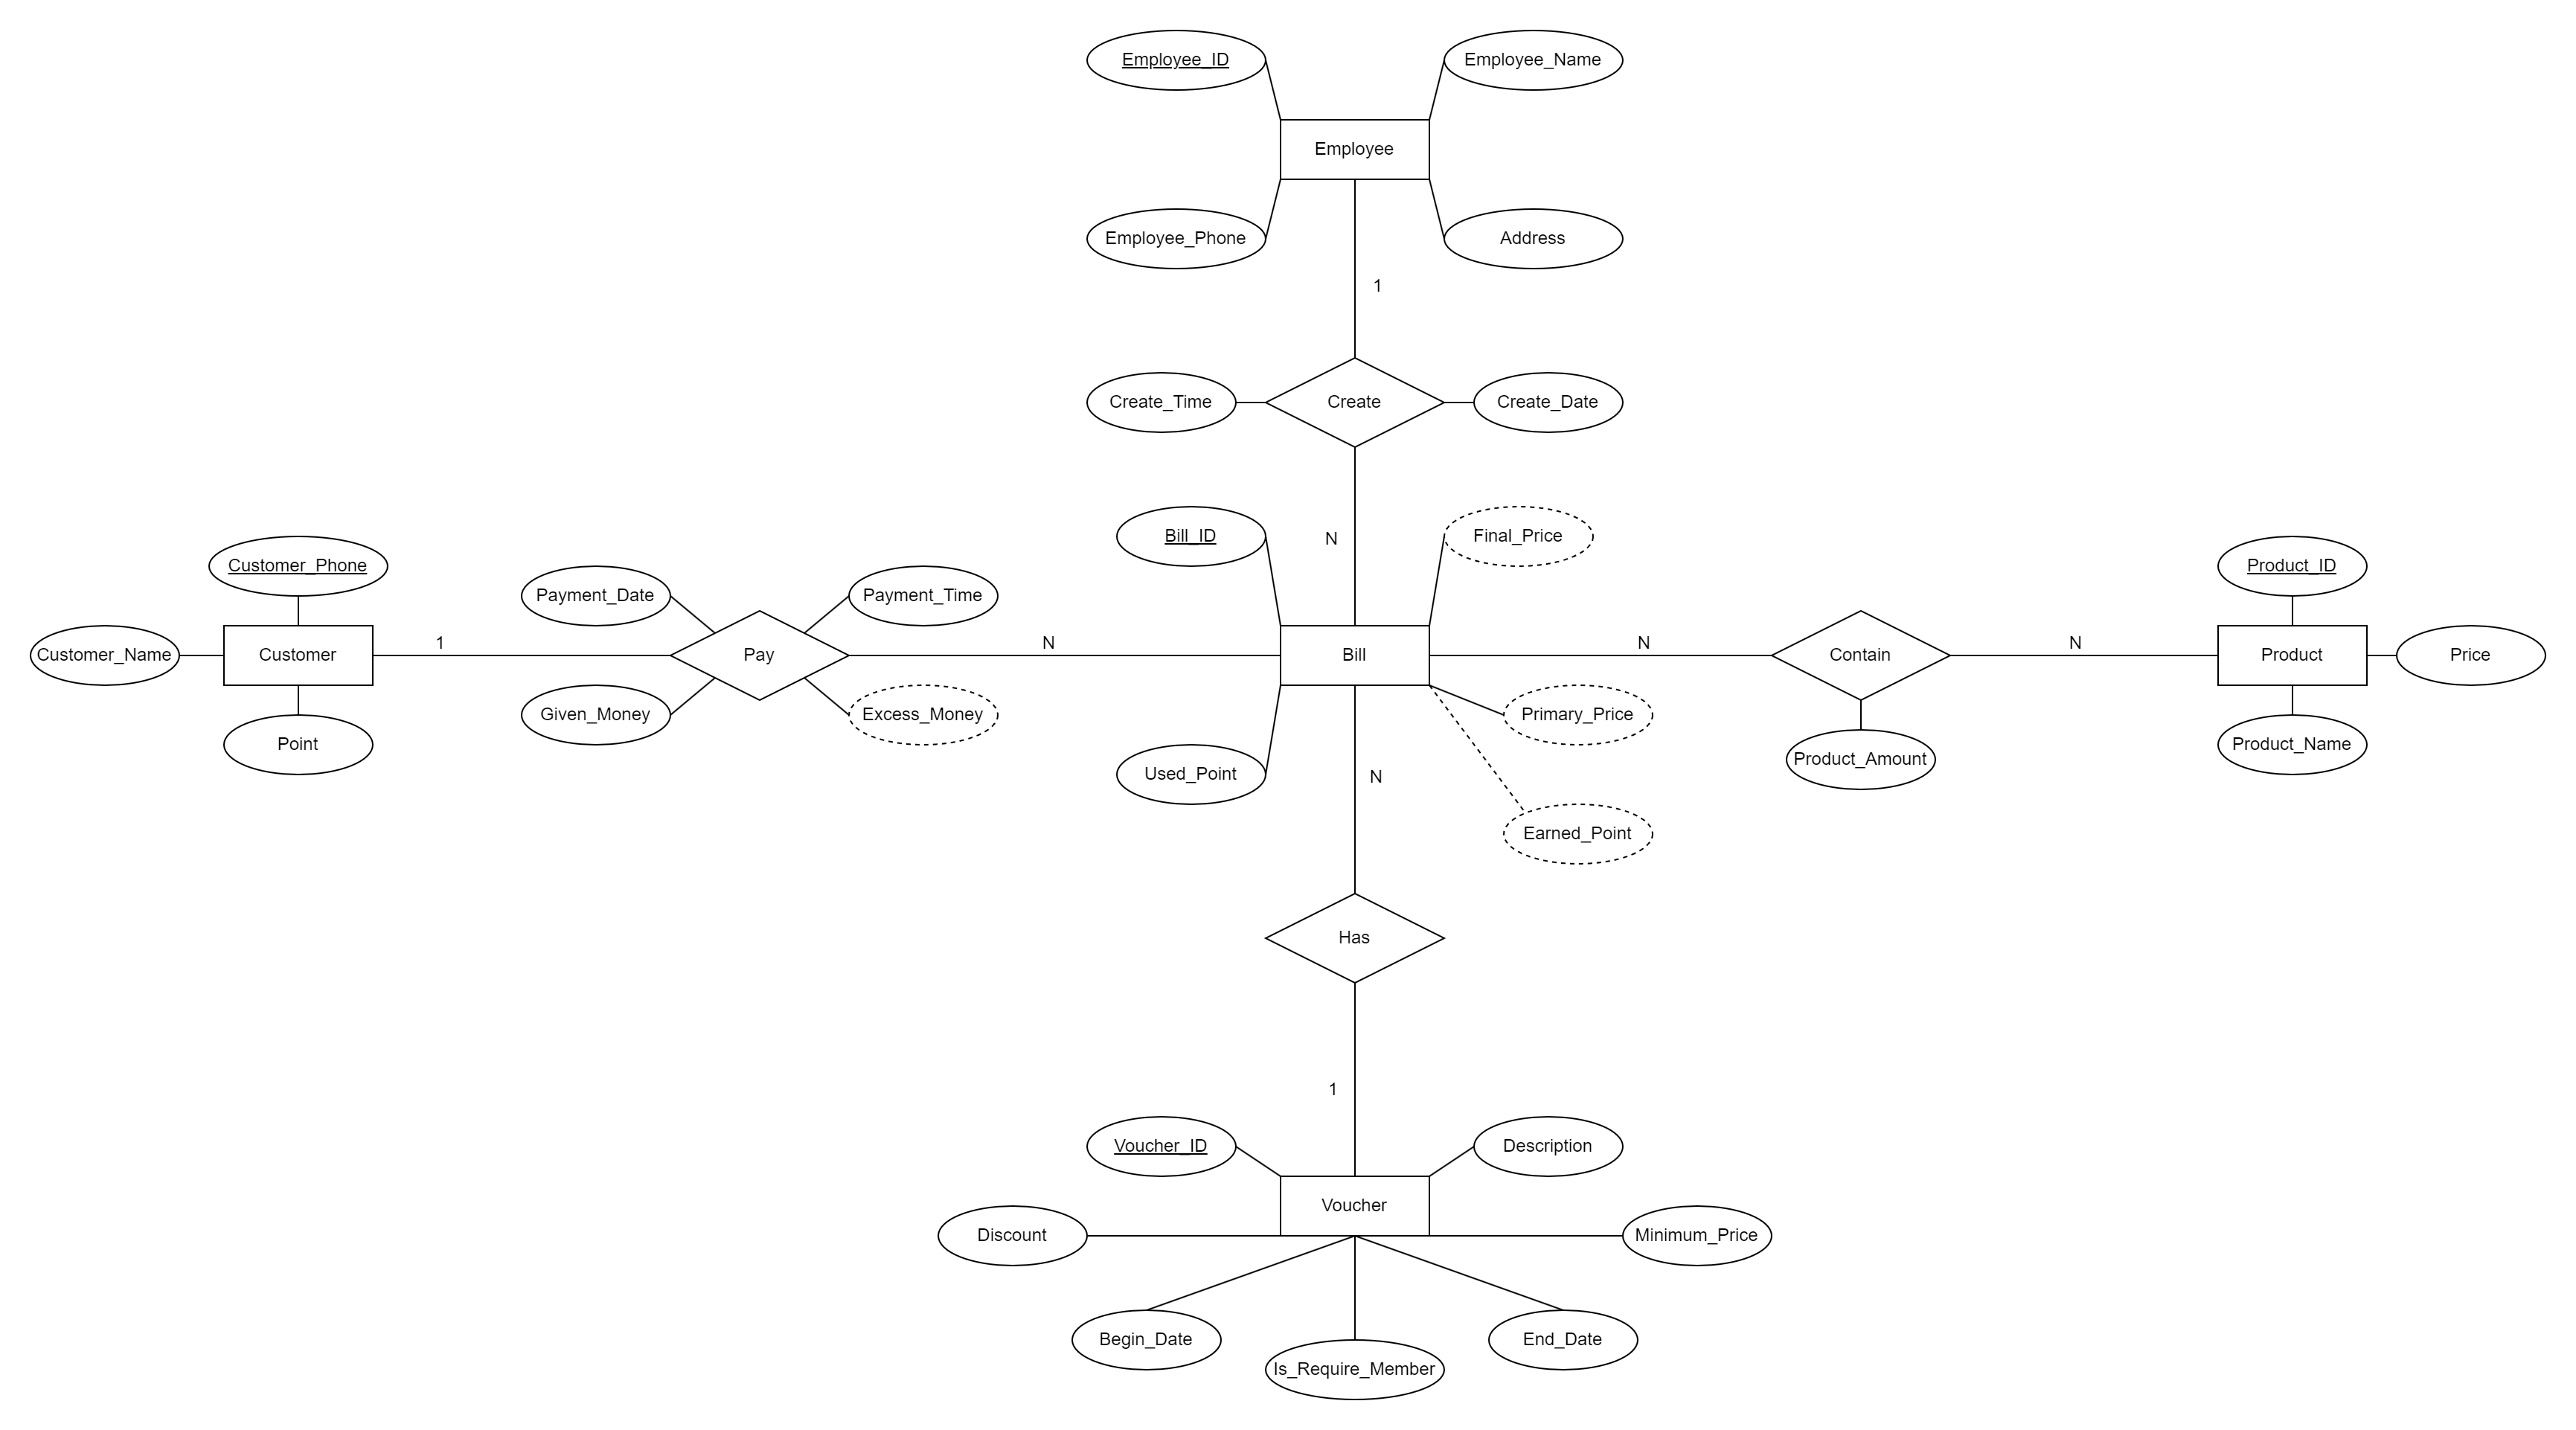 Employee_ID
Employee_Name
Employee
Employee_Phone
Address
1
Create_Time
Create
Create_Date
N
Bill_ID
Final_Price
Customer_Phone
Product_ID
Payment_Date
Payment_Time
1
N
N
N
Customer_Name
Customer
Pay
Bill
Contain
Product
Price
Given_Money
Excess_Money
Primary_Price
Point
Product_Name
Product_Amount
Used_Point
N
Earned_Point
Has
1
Voucher_ID
Description
Voucher
Discount
Minimum_Price
Begin_Date
End_Date
Is_Require_Member